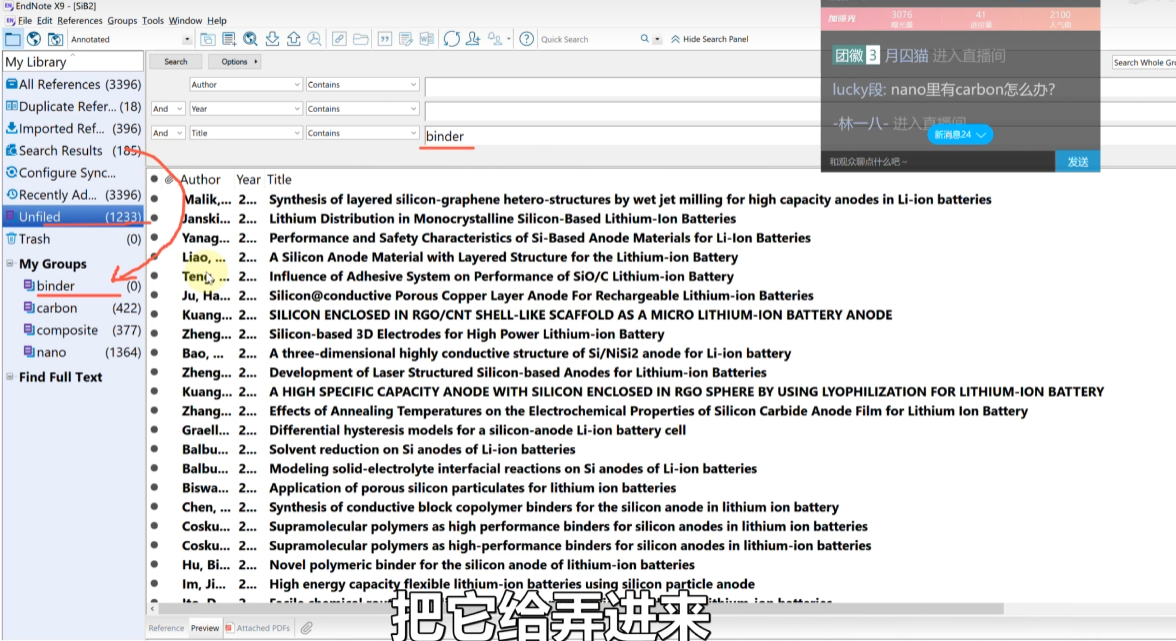 EndNote X9 - [SiB2]
File Edit References Groups Tools Window Help
Annotated
Quick Search
Hide Search Panel
My Library
All References (3396)
Duplicate Refer... (18)
Imported Ref... (396)
Search Results (185)
Configure Sync...
Recently Ad... (3396)
Unfiled (1233)
Trash (0)
My Groups
binder (0)
carbon (422)
composite (377)
nano (1364)
Find Full Text
Search Options
Search Whole Gr
Author Contains
And Year Contains
And Title Contains binder
3076 41 2100
团徽 3 月囚猫 进入直播间
lucky段: nano里有carbon怎么办?
-林一八- 进入直播间
新消息24
和观众聊点什么吧~ 发送
Author Year Title
Malik,... 2... Synthesis of layered silicon-graphene hetero-structures by wet jet milling for high capacity anodes in Li-ion batteries
Janski... 2... Lithium Distribution in Monocrystalline Silicon-Based Lithium-Ion Batteries
Yanag... 2... Performance and Safety Characteristics of Si-Based Anode Materials for Li-Ion Batteries
Liao, ... 2... A Silicon Anode Material with Layered Structure for the Lithium-ion Battery
Teng, ... 2... Influence of Adhesive System on Performance of SiO/C Lithium-ion Battery
Ju, Ha... 2... Silicon@conductive Porous Copper Layer Anode For Rechargeable Lithium-ion Batteries
Kuang... 2... SILICON ENCLOSED IN RGO/CNT SHELL-LIKE SCAFFOLD AS A MICRO LITHIUM-ION BATTERY ANODE
Zheng... 2... Silicon-based 3D Electrodes for High Power Lithium-ion Battery
Bao, ... 2... A three-dimensional highly conductive structure of Si/NiSi2 anode for Li-ion battery
Zheng... 2... Development of Laser Structured Silicon-based Anodes for Lithium-Ion Batteries
Kuang... 2... A HIGH SPECIFIC CAPACITY ANODE WITH SILICON ENCLOSED IN RGO SPHERE BY USING LYOPHILIZATION FOR LITHIUM-ION BATTERY
Zhang... 2... Effects of Annealing Temperatures on the Electrochemical Properties of Silicon Carbide Anode Film for Lithium Ion Battery
Graell... 2... Differential hysteresis models for a silicon-anode Li-ion battery cell
Balbu... 2... Solvent reduction on Si anodes of Li-ion batteries
Balbu... 2... Modeling solid-electrolyte interfacial reactions on Si anodes of Li-ion batteries
Biswa... 2... Application of porous silicon particulates for lithium ion batteries
Chen, ... 2... Synthesis of conductive block copolymer binders for the silicon anode in lithium ion battery
Cosku... 2... Supramolecular polymers as high performance binders for silicon anodes in lithium ion batteries
Cosku... 2... Supramolecular polymers as high-performance binders for silicon anodes in lithium-ion batteries
Hu, Bi... 2... Novel polymeric binder for the silicon anode of lithium-ion batteries
Im, Ji... 2... High energy capacity flexible lithium-ion batteries using silicon particle anode
把它给弄进来
Reference Preview Attached PDFs